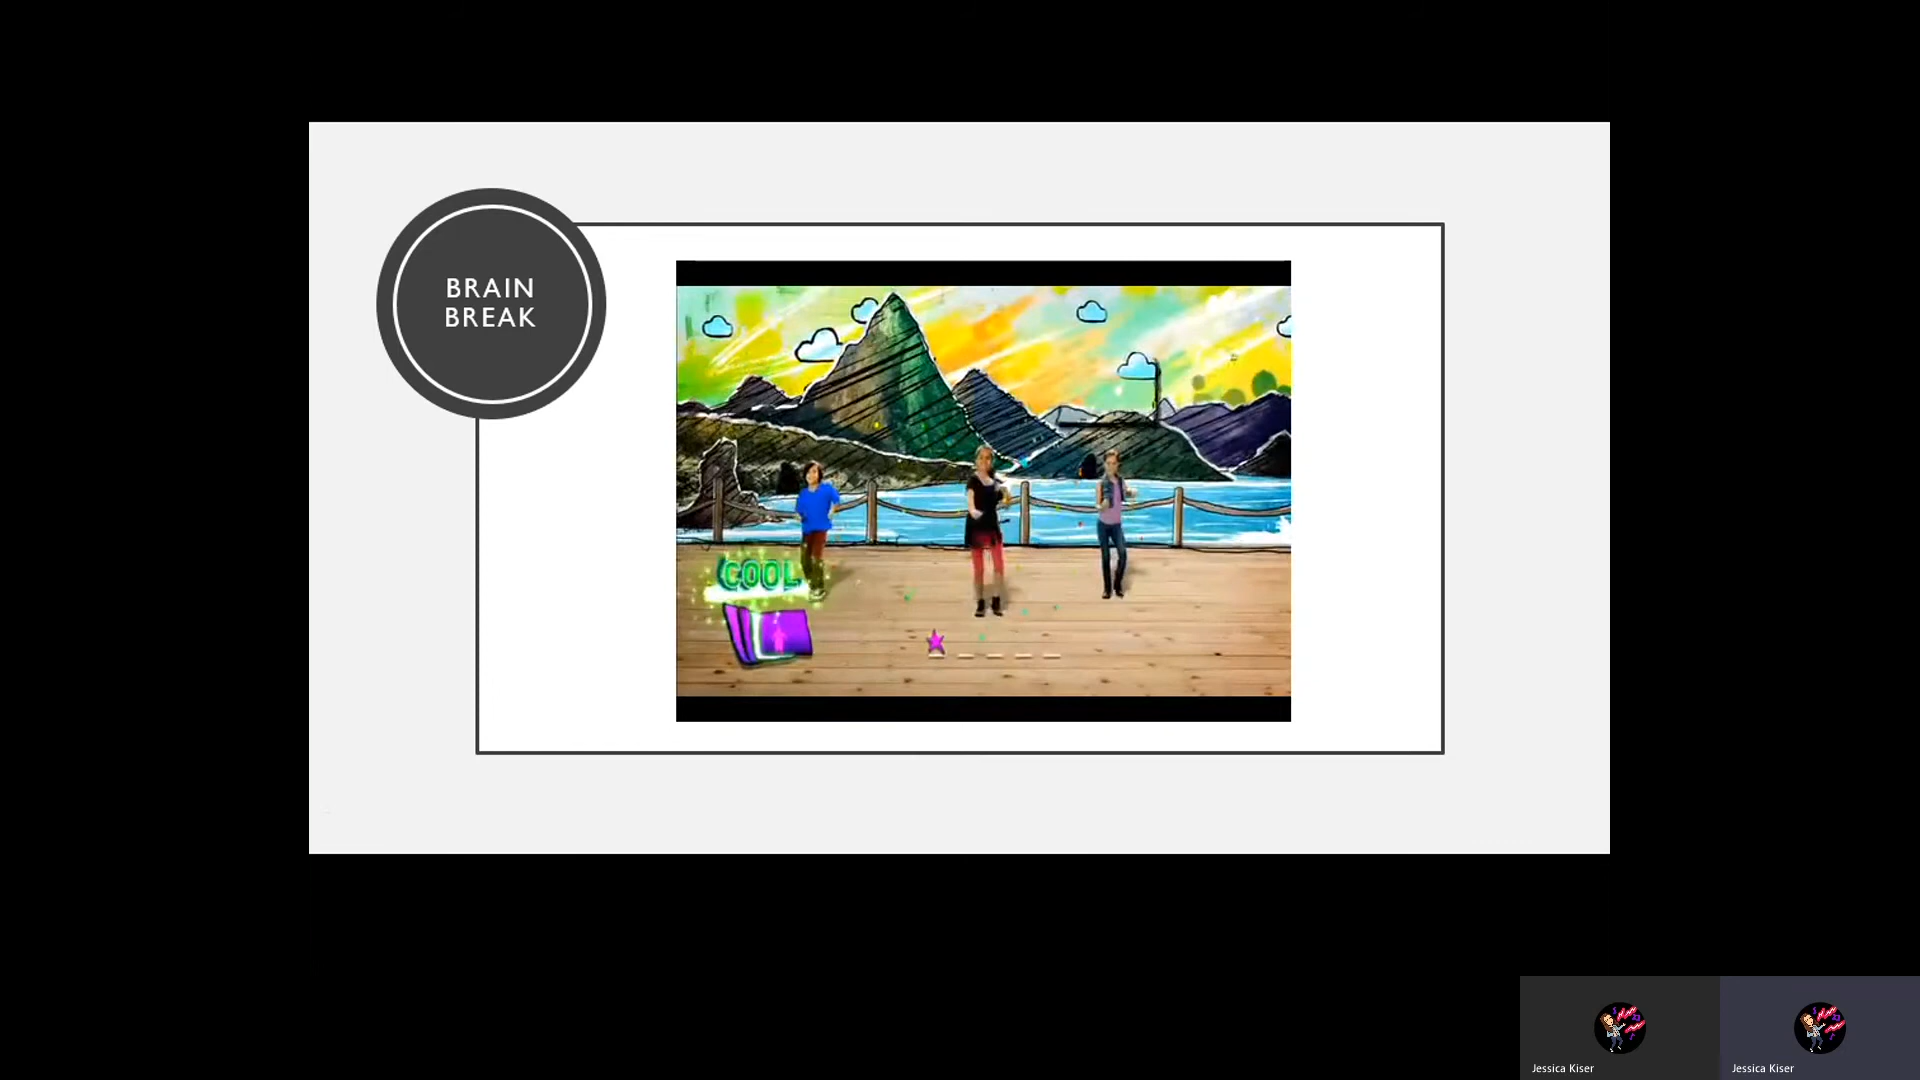 BRAIN
BREAK
COOL
Jessica Kiser
Jessica Kiser